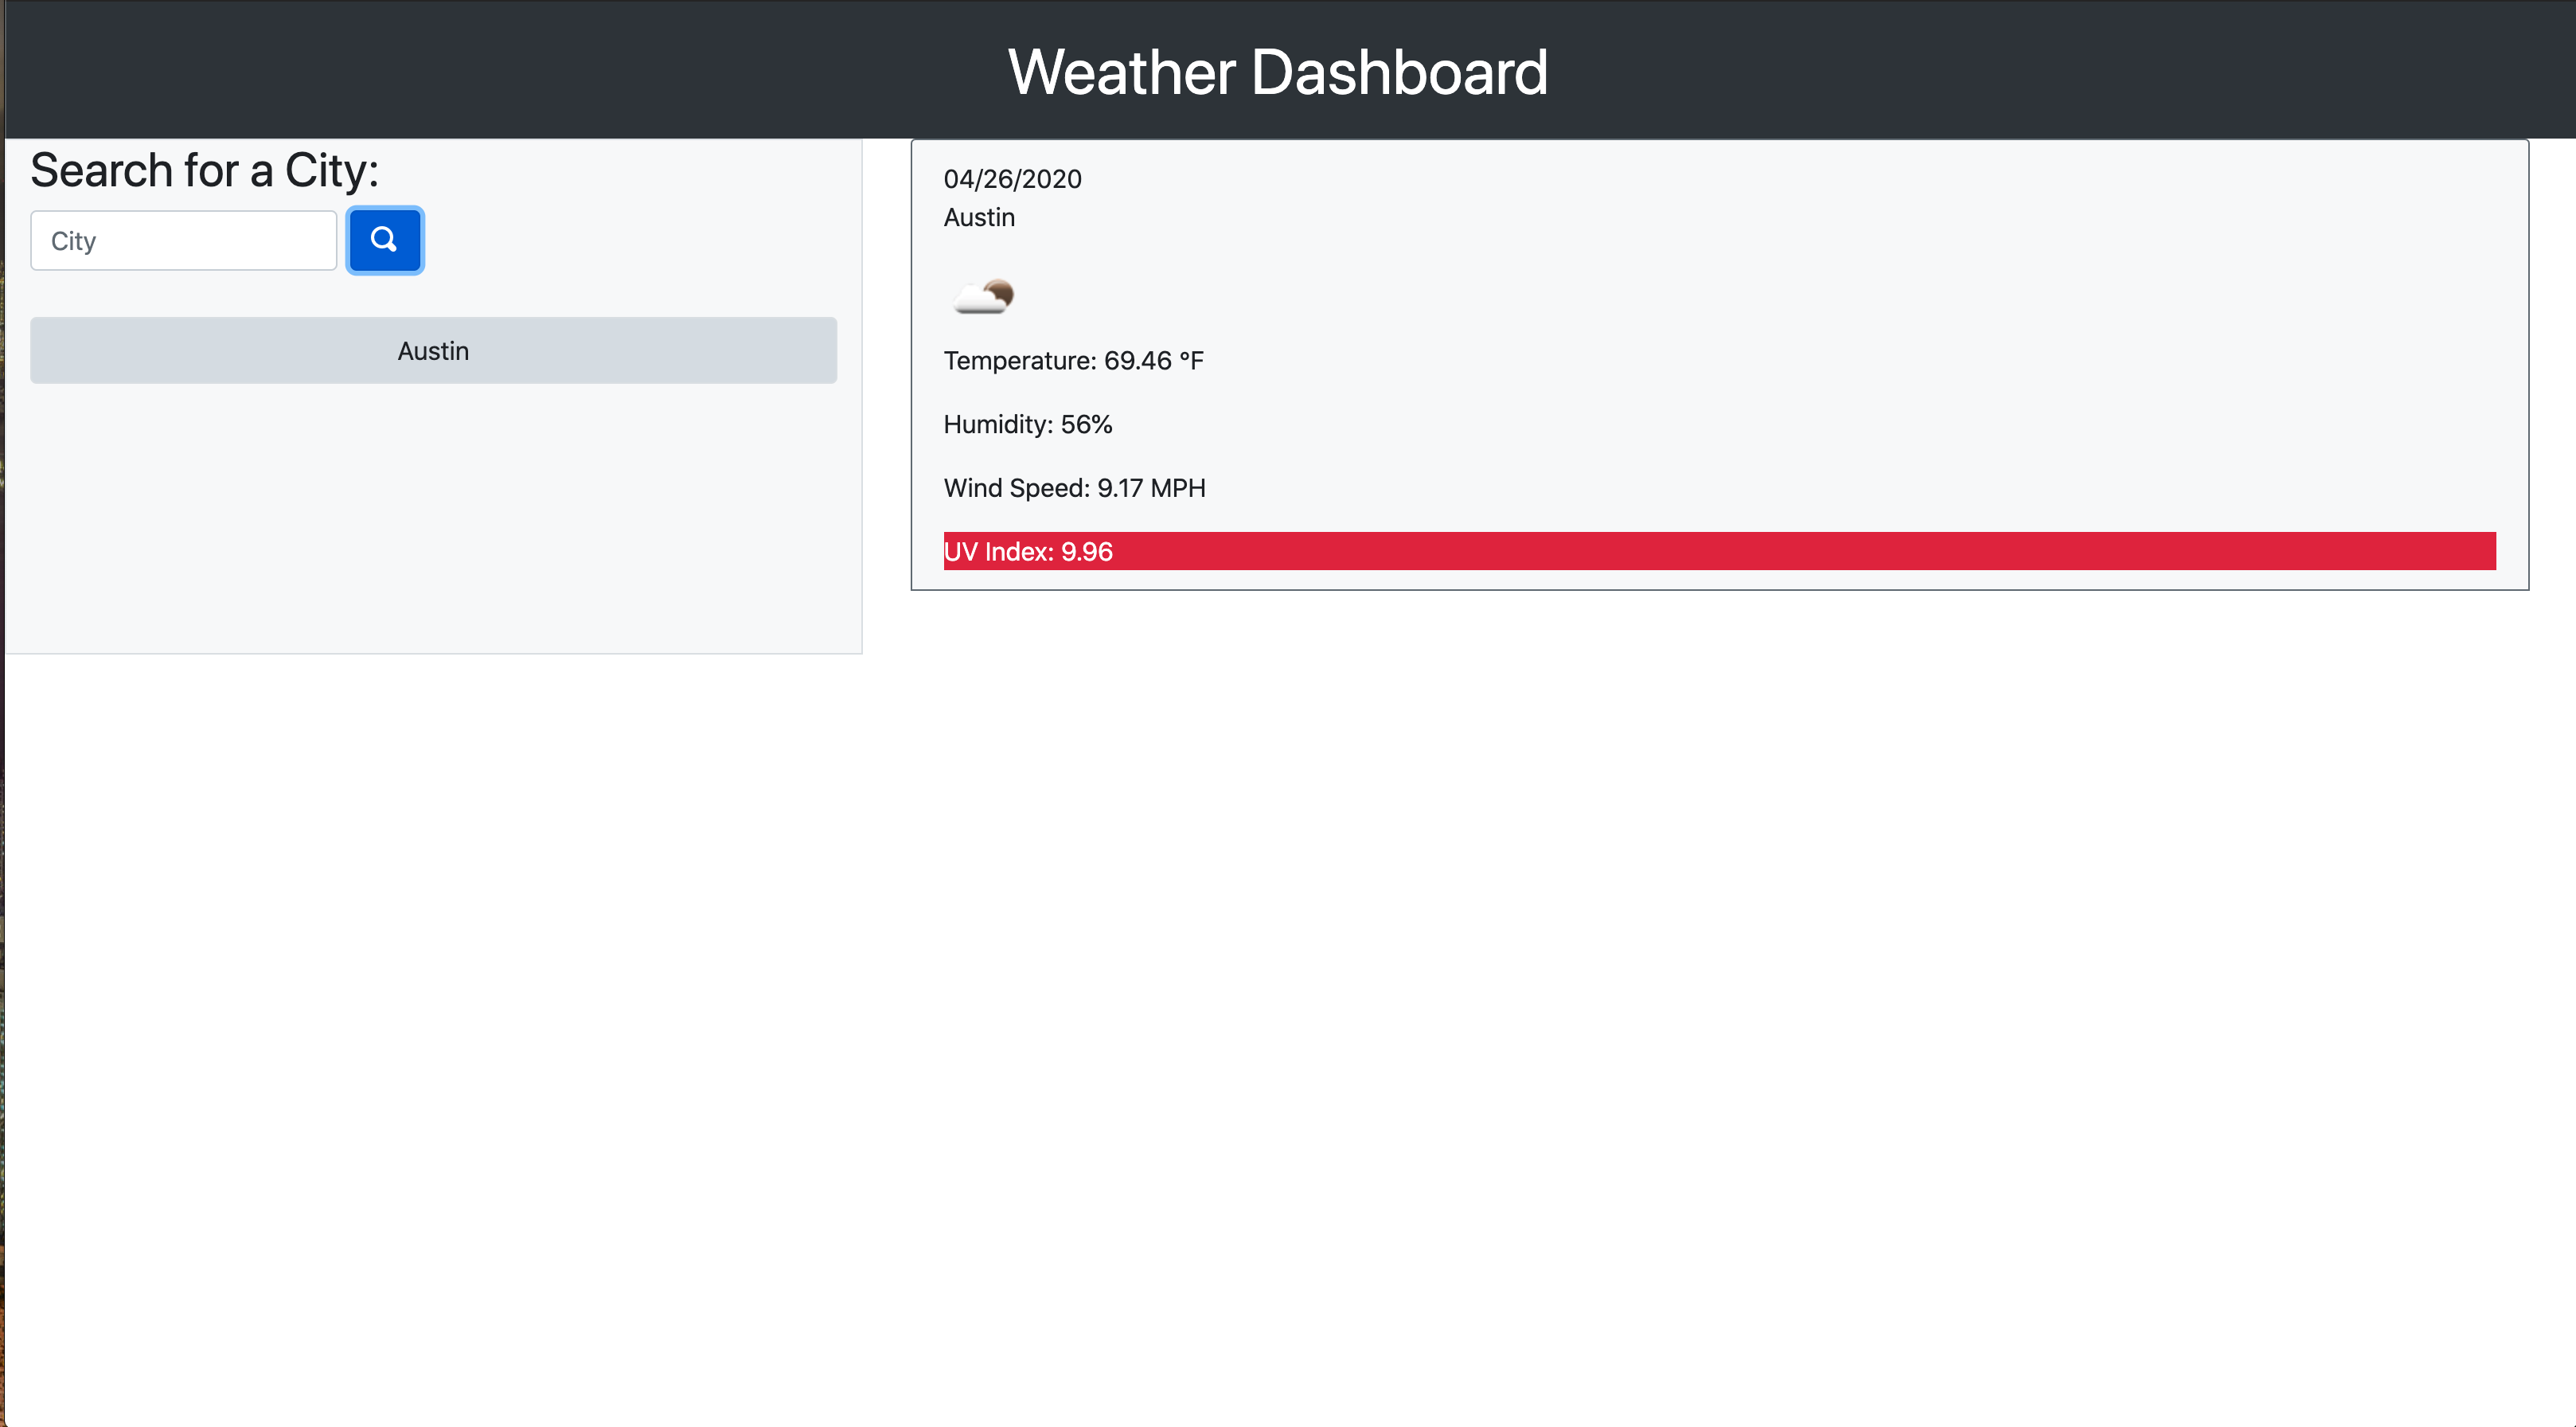 Weather Dashboard
Search for a City:
City
Austin
04/26/2020
Austin
Temperature: 69.46 °F
Humidity: 56%
Wind Speed: 9.17 MPH
UV Index: 9.96